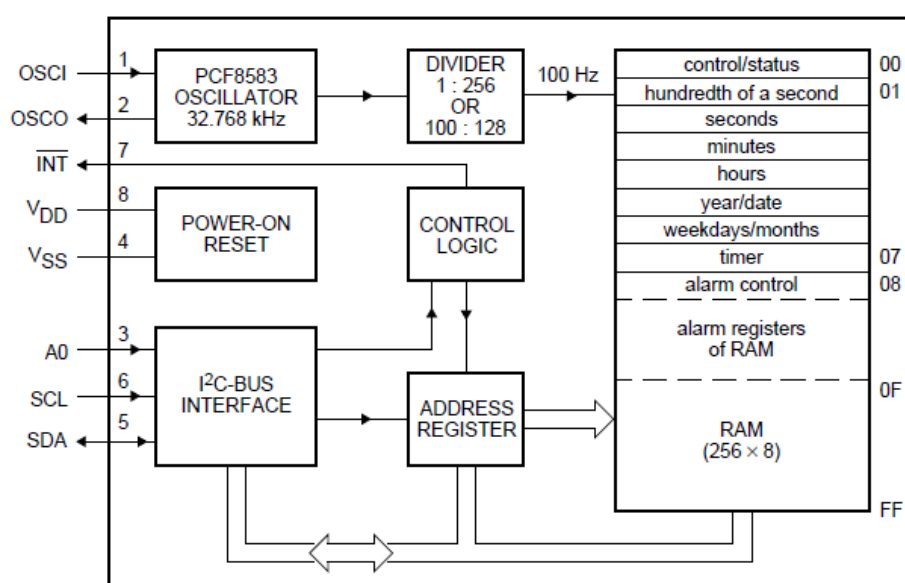 OSCI
1
OSCO
2
PCF8583
OSCILLATOR
32.768 kHz
DIVIDER
1 : 256
OR
100 : 128
100 Hz
INT
7
VDD
8
VSS
4
POWER-ON
RESET
CONTROL
LOGIC
A0
3
SCL
6
SDA
5
I²C-BUS
INTERFACE
ADDRESS
REGISTER
control/status 00
hundredth of a second 01
seconds
minutes
hours
year/date
weekdays/months
timer 07
alarm control 08
alarm registers
of RAM
0F
RAM
(256 × 8)
FF